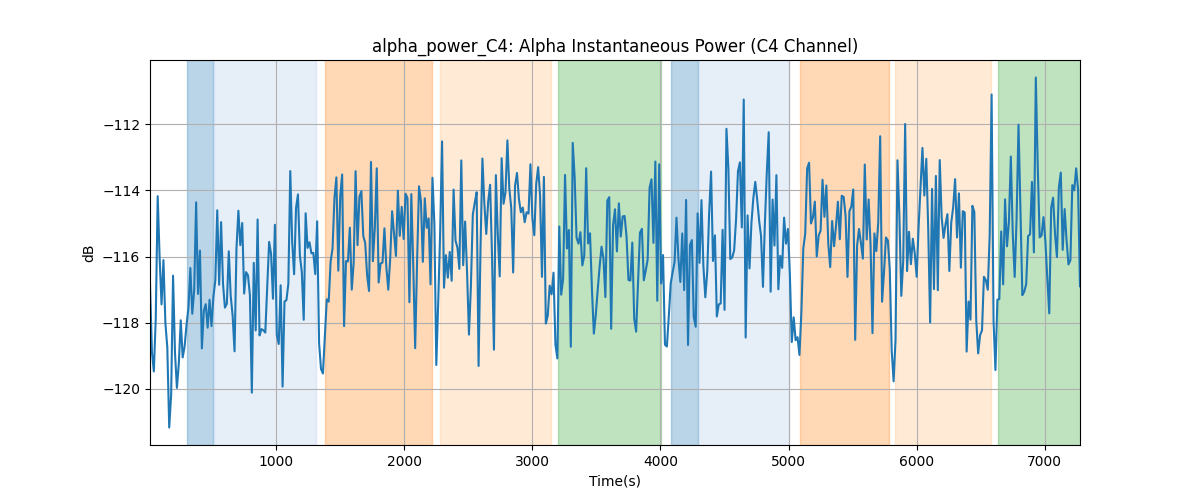 alpha_power_C4: Alpha Instantaneous Power (C4 Channel)
dB
−112
−114
−116
−118
−120
1000 2000 3000 4000 5000 6000 7000
Time(s)